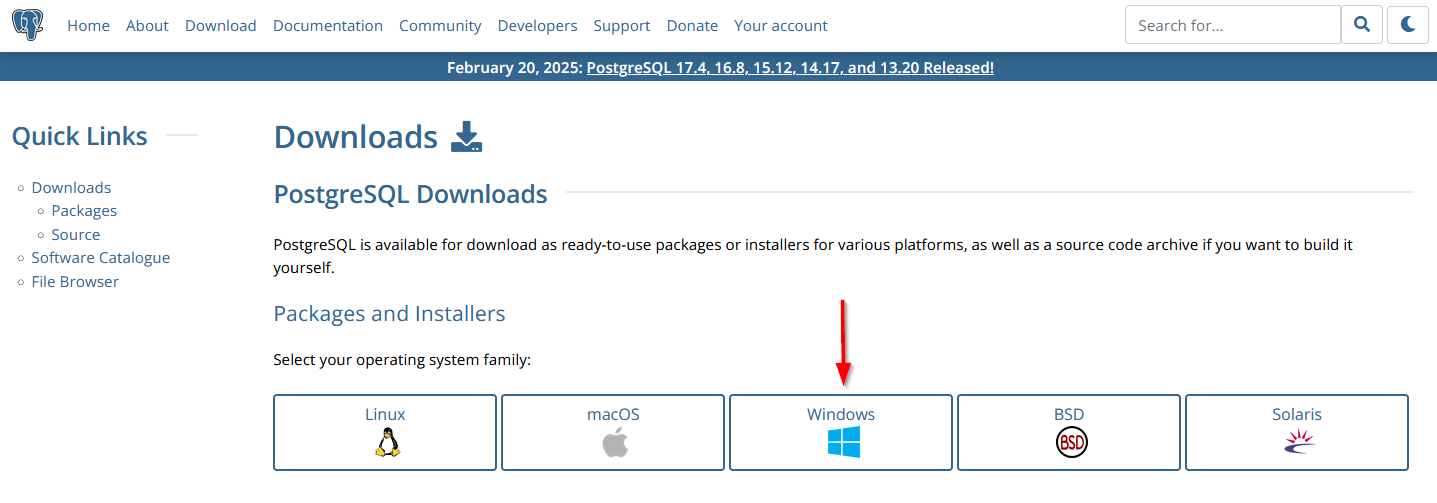 Home About Download Documentation Community Developers Support Donate Your account Search for...
February 20, 2025: PostgreSQL 17.4, 16.8, 15.12, 14.17, and 13.20 Released!
Quick Links
Downloads
Packages
Source
Software Catalogue
File Browser
Downloads
PostgreSQL Downloads
PostgreSQL is available for download as ready-to-use packages or installers for various platforms, as well as a source code archive if you want to build it
yourself.
Packages and Installers
Select your operating system family:
Linux macOS Windows BSD Solaris
BSD